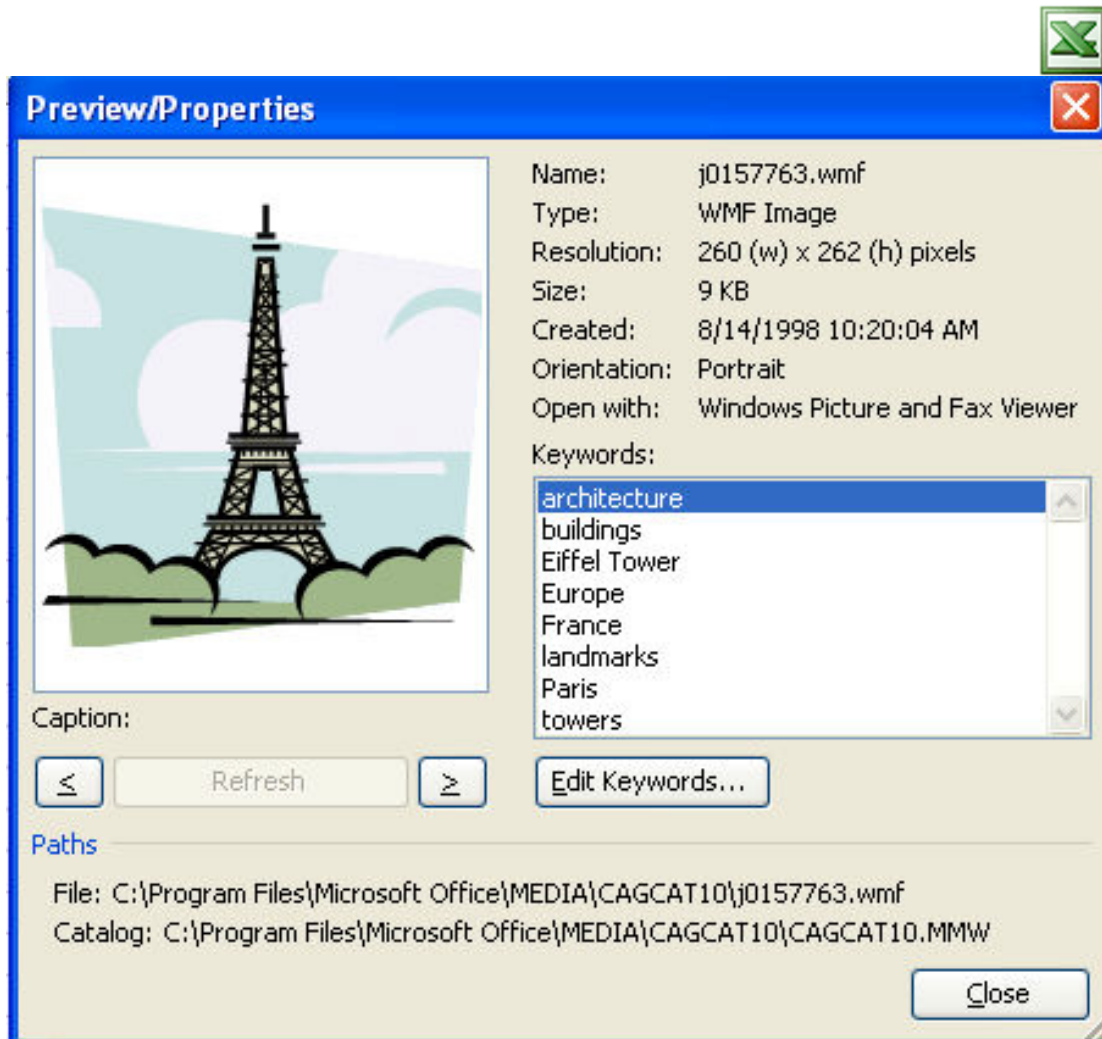 Preview/Properties
Name: j0157763.wmf
Type: WMF Image
Resolution: 260 (w) x 262 (h) pixels
Size: 9 KB
Created: 8/14/1998 10:20:04 AM
Orientation: Portrait
Open with: Windows Picture and Fax Viewer
Keywords:
architecture
buildings
Eiffel Tower
Europe
France
landmarks
Paris
towers
Caption:
< Refresh >
Edit Keywords...
Paths
File: C:\Program Files\Microsoft Office\MEDIA\CAGCAT10\j0157763.wmf
Catalog: C:\Program Files\Microsoft Office\MEDIA\CAGCAT10\CAGCAT10.MMW
Close